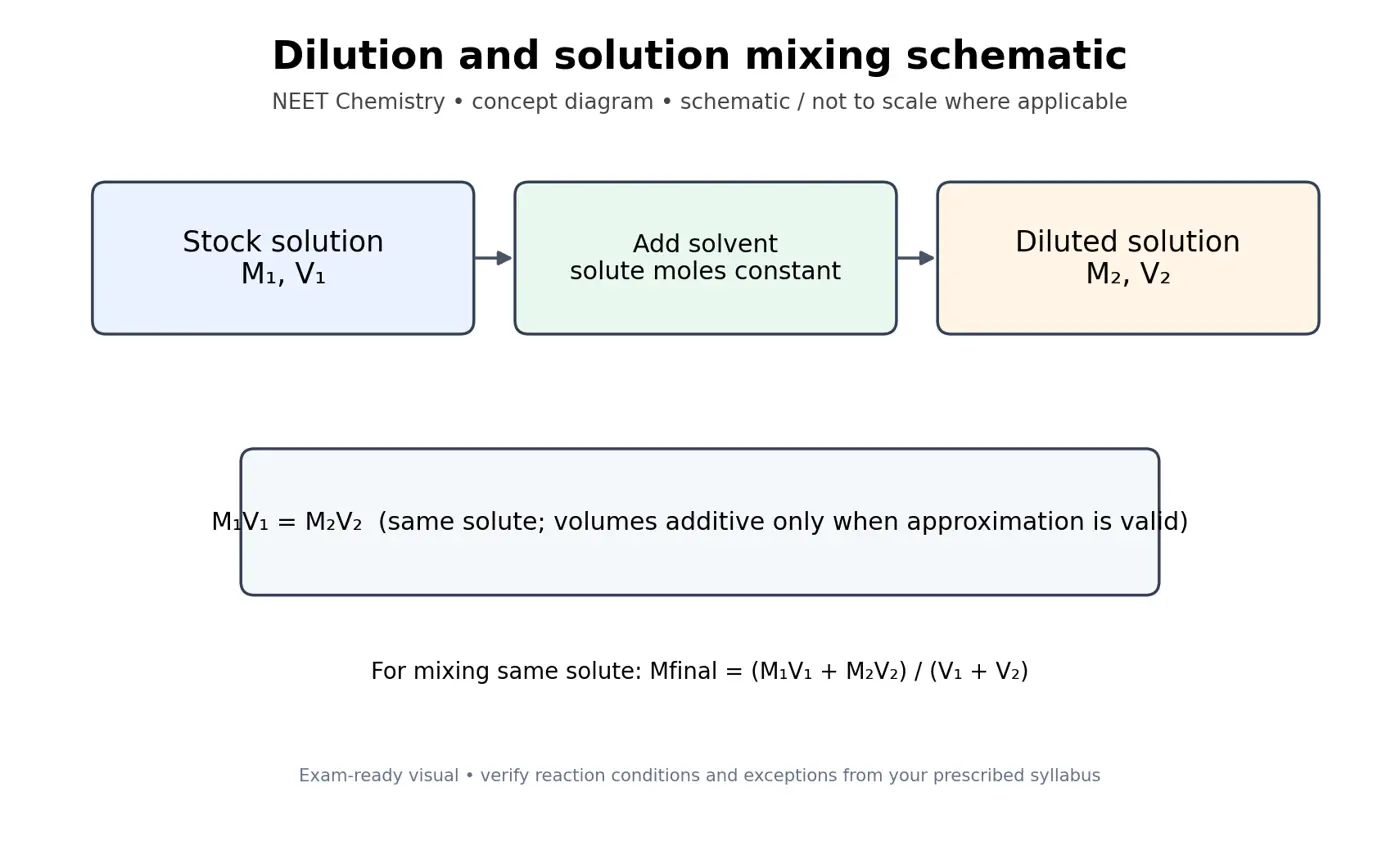 Dilution and solution mixing schematic
NEET Chemistry • concept diagram • schematic / not to scale where applicable
Stock solution
M₁, V₁
Add solvent
solute moles constant
Diluted solution
M₂, V₂
M₁V₁ = M₂V₂  (same solute; volumes additive only when approximation is valid)
For mixing same solute: Mfinal = (M₁V₁ + M₂V₂) / (V₁ + V₂)
Exam-ready visual • verify reaction conditions and exceptions from your prescribed syllabus